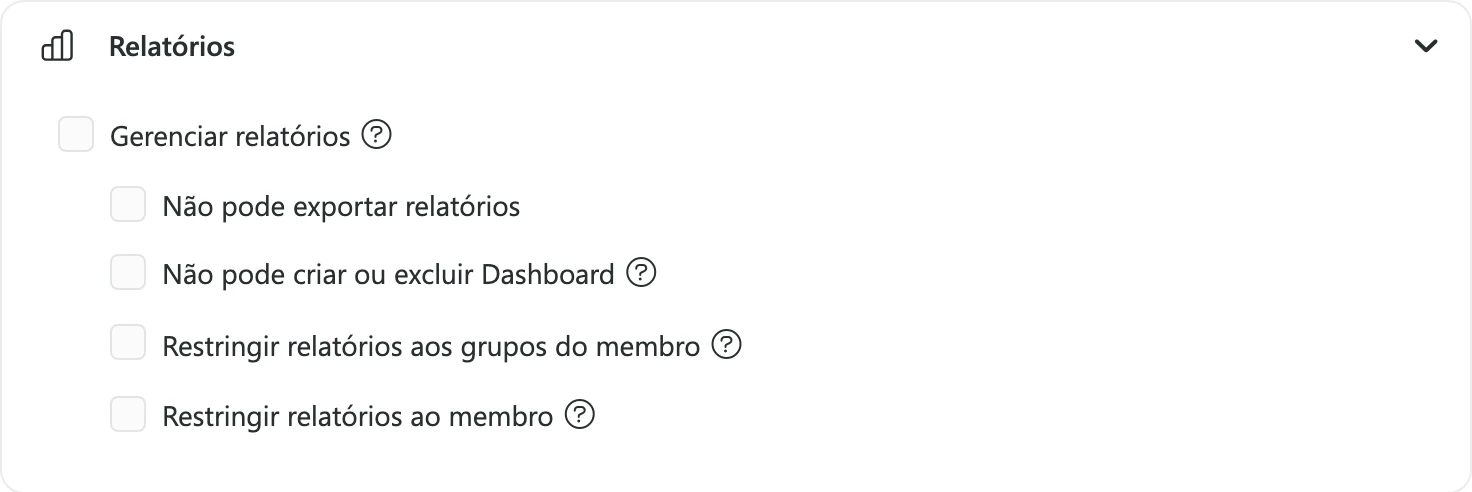 Relatórios
Gerenciar relatórios ?
Não pode exportar relatórios
Não pode criar ou excluir Dashboard ?
Restringir relatórios aos grupos do membro ?
Restringir relatórios ao membro ?